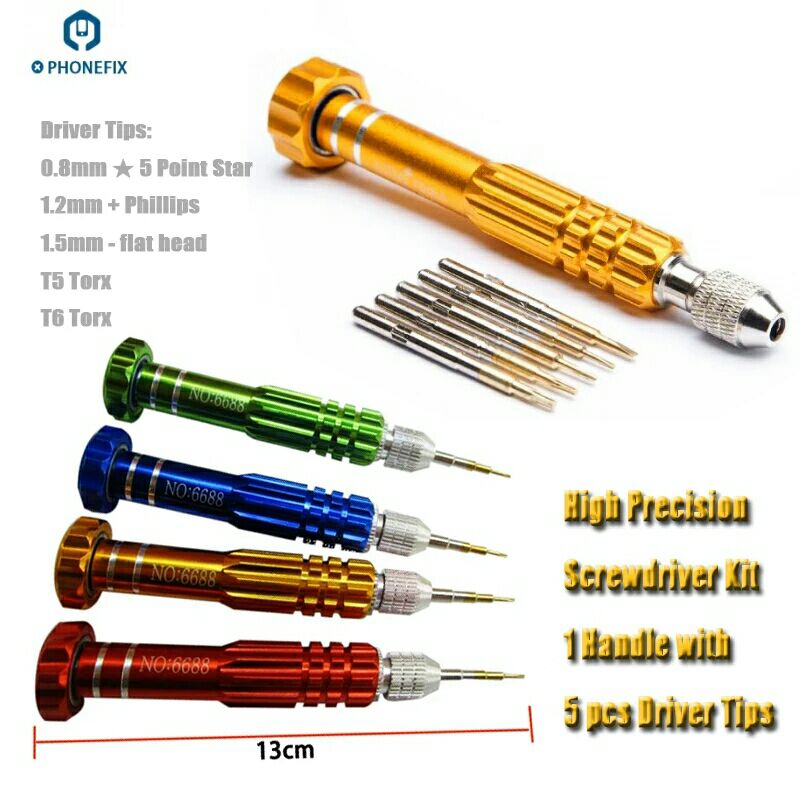 PHONEFIX
Driver Tips:
0.8mm ★ 5 Point Star
1.2mm + Phillips
1.5mm - flat head
T5 Torx
T6 Torx
NO:6688
NO:6688
NO:6688
NO:6688
High Precision
Screwdriver Kit
1 Handle with
5 pcs Driver Tips
13cm